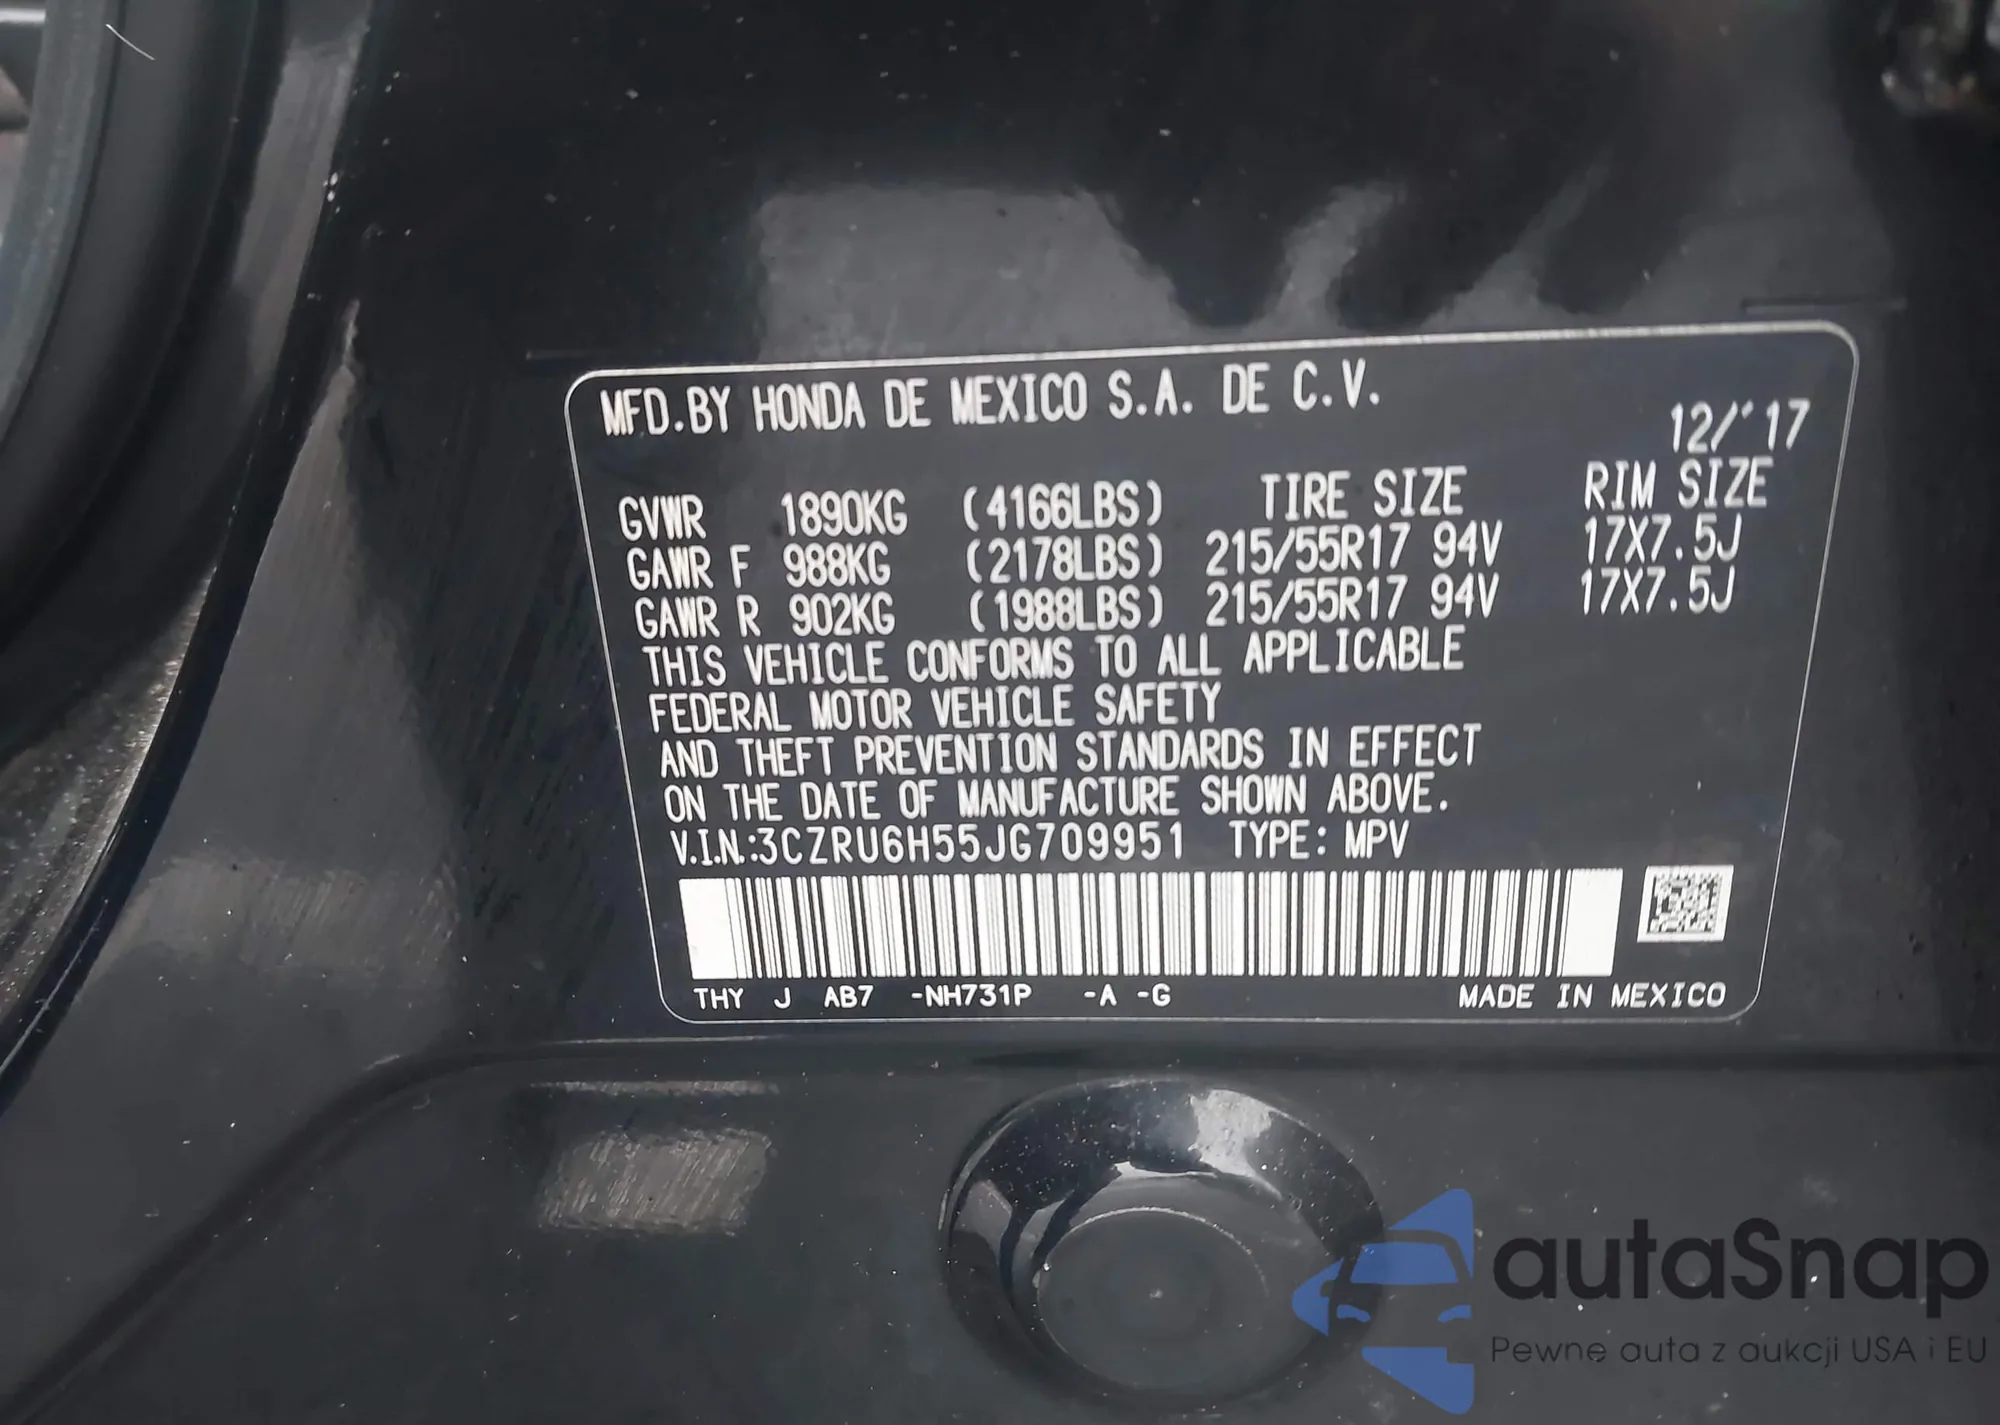 MFD.BY HONDA DE MEXICO S.A. DE C.V.
12/'17
GVWR 1890KG (4166LBS) TIRE SIZE RIM SIZE
GAWR F 988KG (2178LBS) 215/55R17 94V 17X7.5J
GAWR R 902KG (1988LBS) 215/55R17 94V 17X7.5J
THIS VEHICLE CONFORMS TO ALL APPLICABLE
FEDERAL MOTOR VEHICLE SAFETY
AND THEFT PREVENTION STANDARDS IN EFFECT
ON THE DATE OF MANUFACTURE SHOWN ABOVE.
V.I.N.:3CZRU6H55JG709951 TYPE: MPV
THY J AB7 -NH731P -A -G MADE IN MEXICO
autaSnap
Pewne auta z aukcji USA i EU